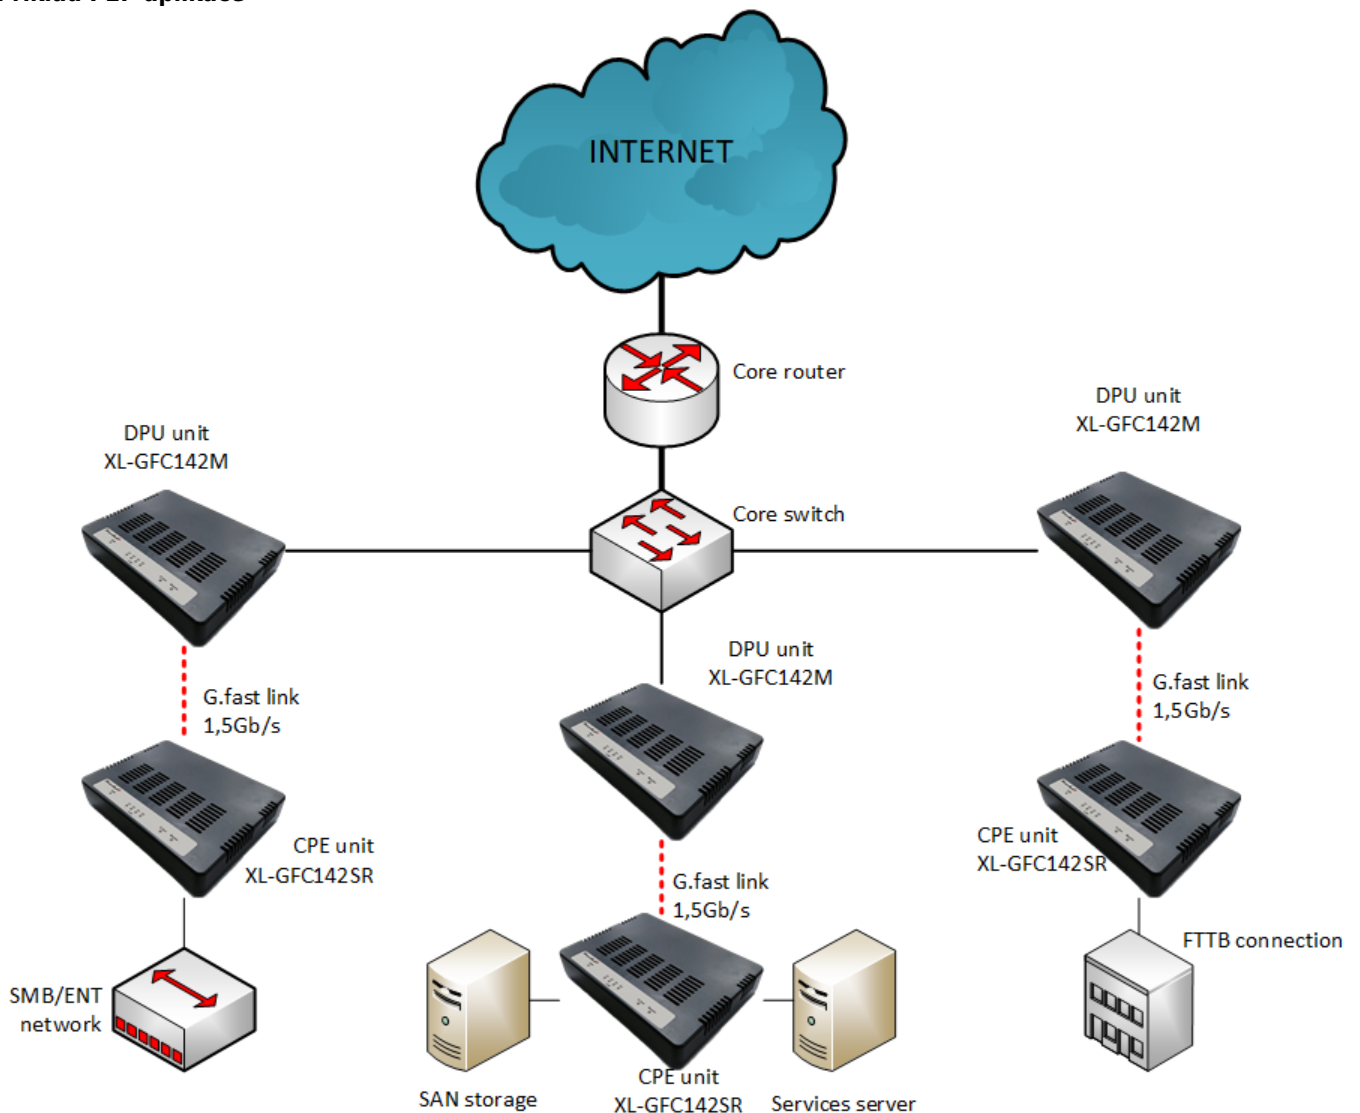 INTERNET
Core router
DPU unit
XL-GFC142M
DPU unit
XL-GFC142M
Core switch
DPU unit
XL-GFC142M
G.fast link
1,5Gb/s
G.fast link
1,5Gb/s
CPE unit
XL-GFC142SR
CPE unit
XL-GFC142SR
G.fast link
1,5Gb/s
FTTB connection
SMB/ENT
network
CPE unit
XL-GFC142SR
SAN storage
Services server